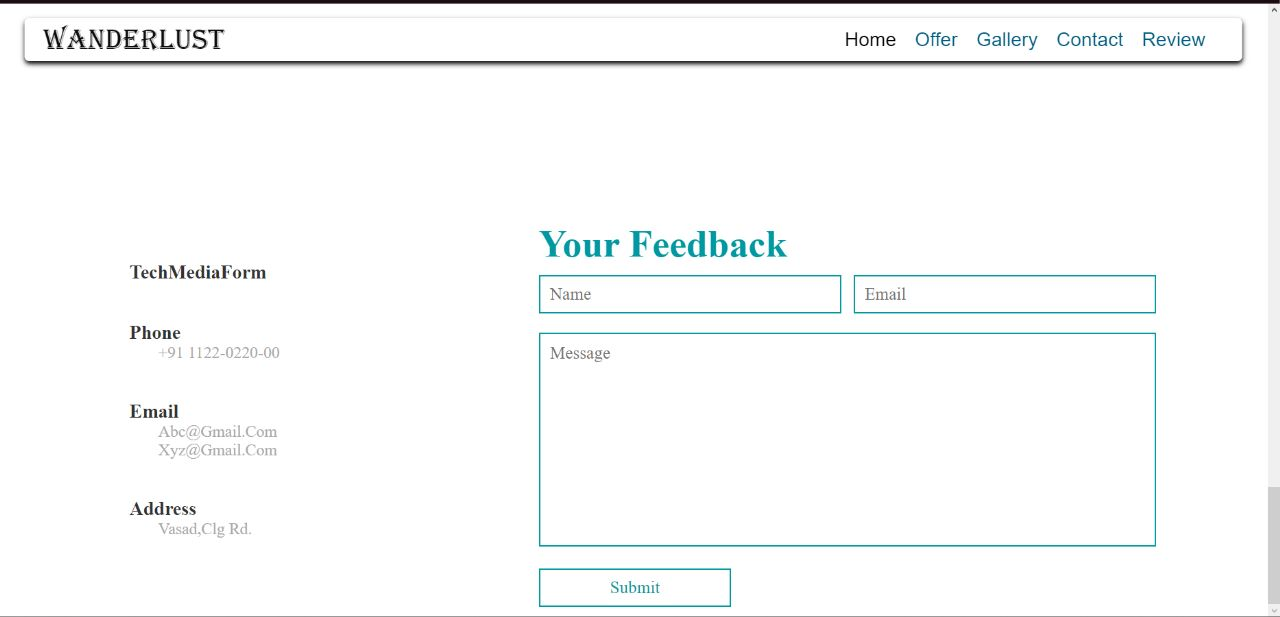 WANDERLUST
Home Offer Gallery Contact Review
TechMediaForm
Phone
+91 1122-0220-00
Email
Abc@Gmail.Com
Xyz@Gmail.Com
Address
Vasad,Clg Rd.
Your Feedback
Name Email
Message
Submit